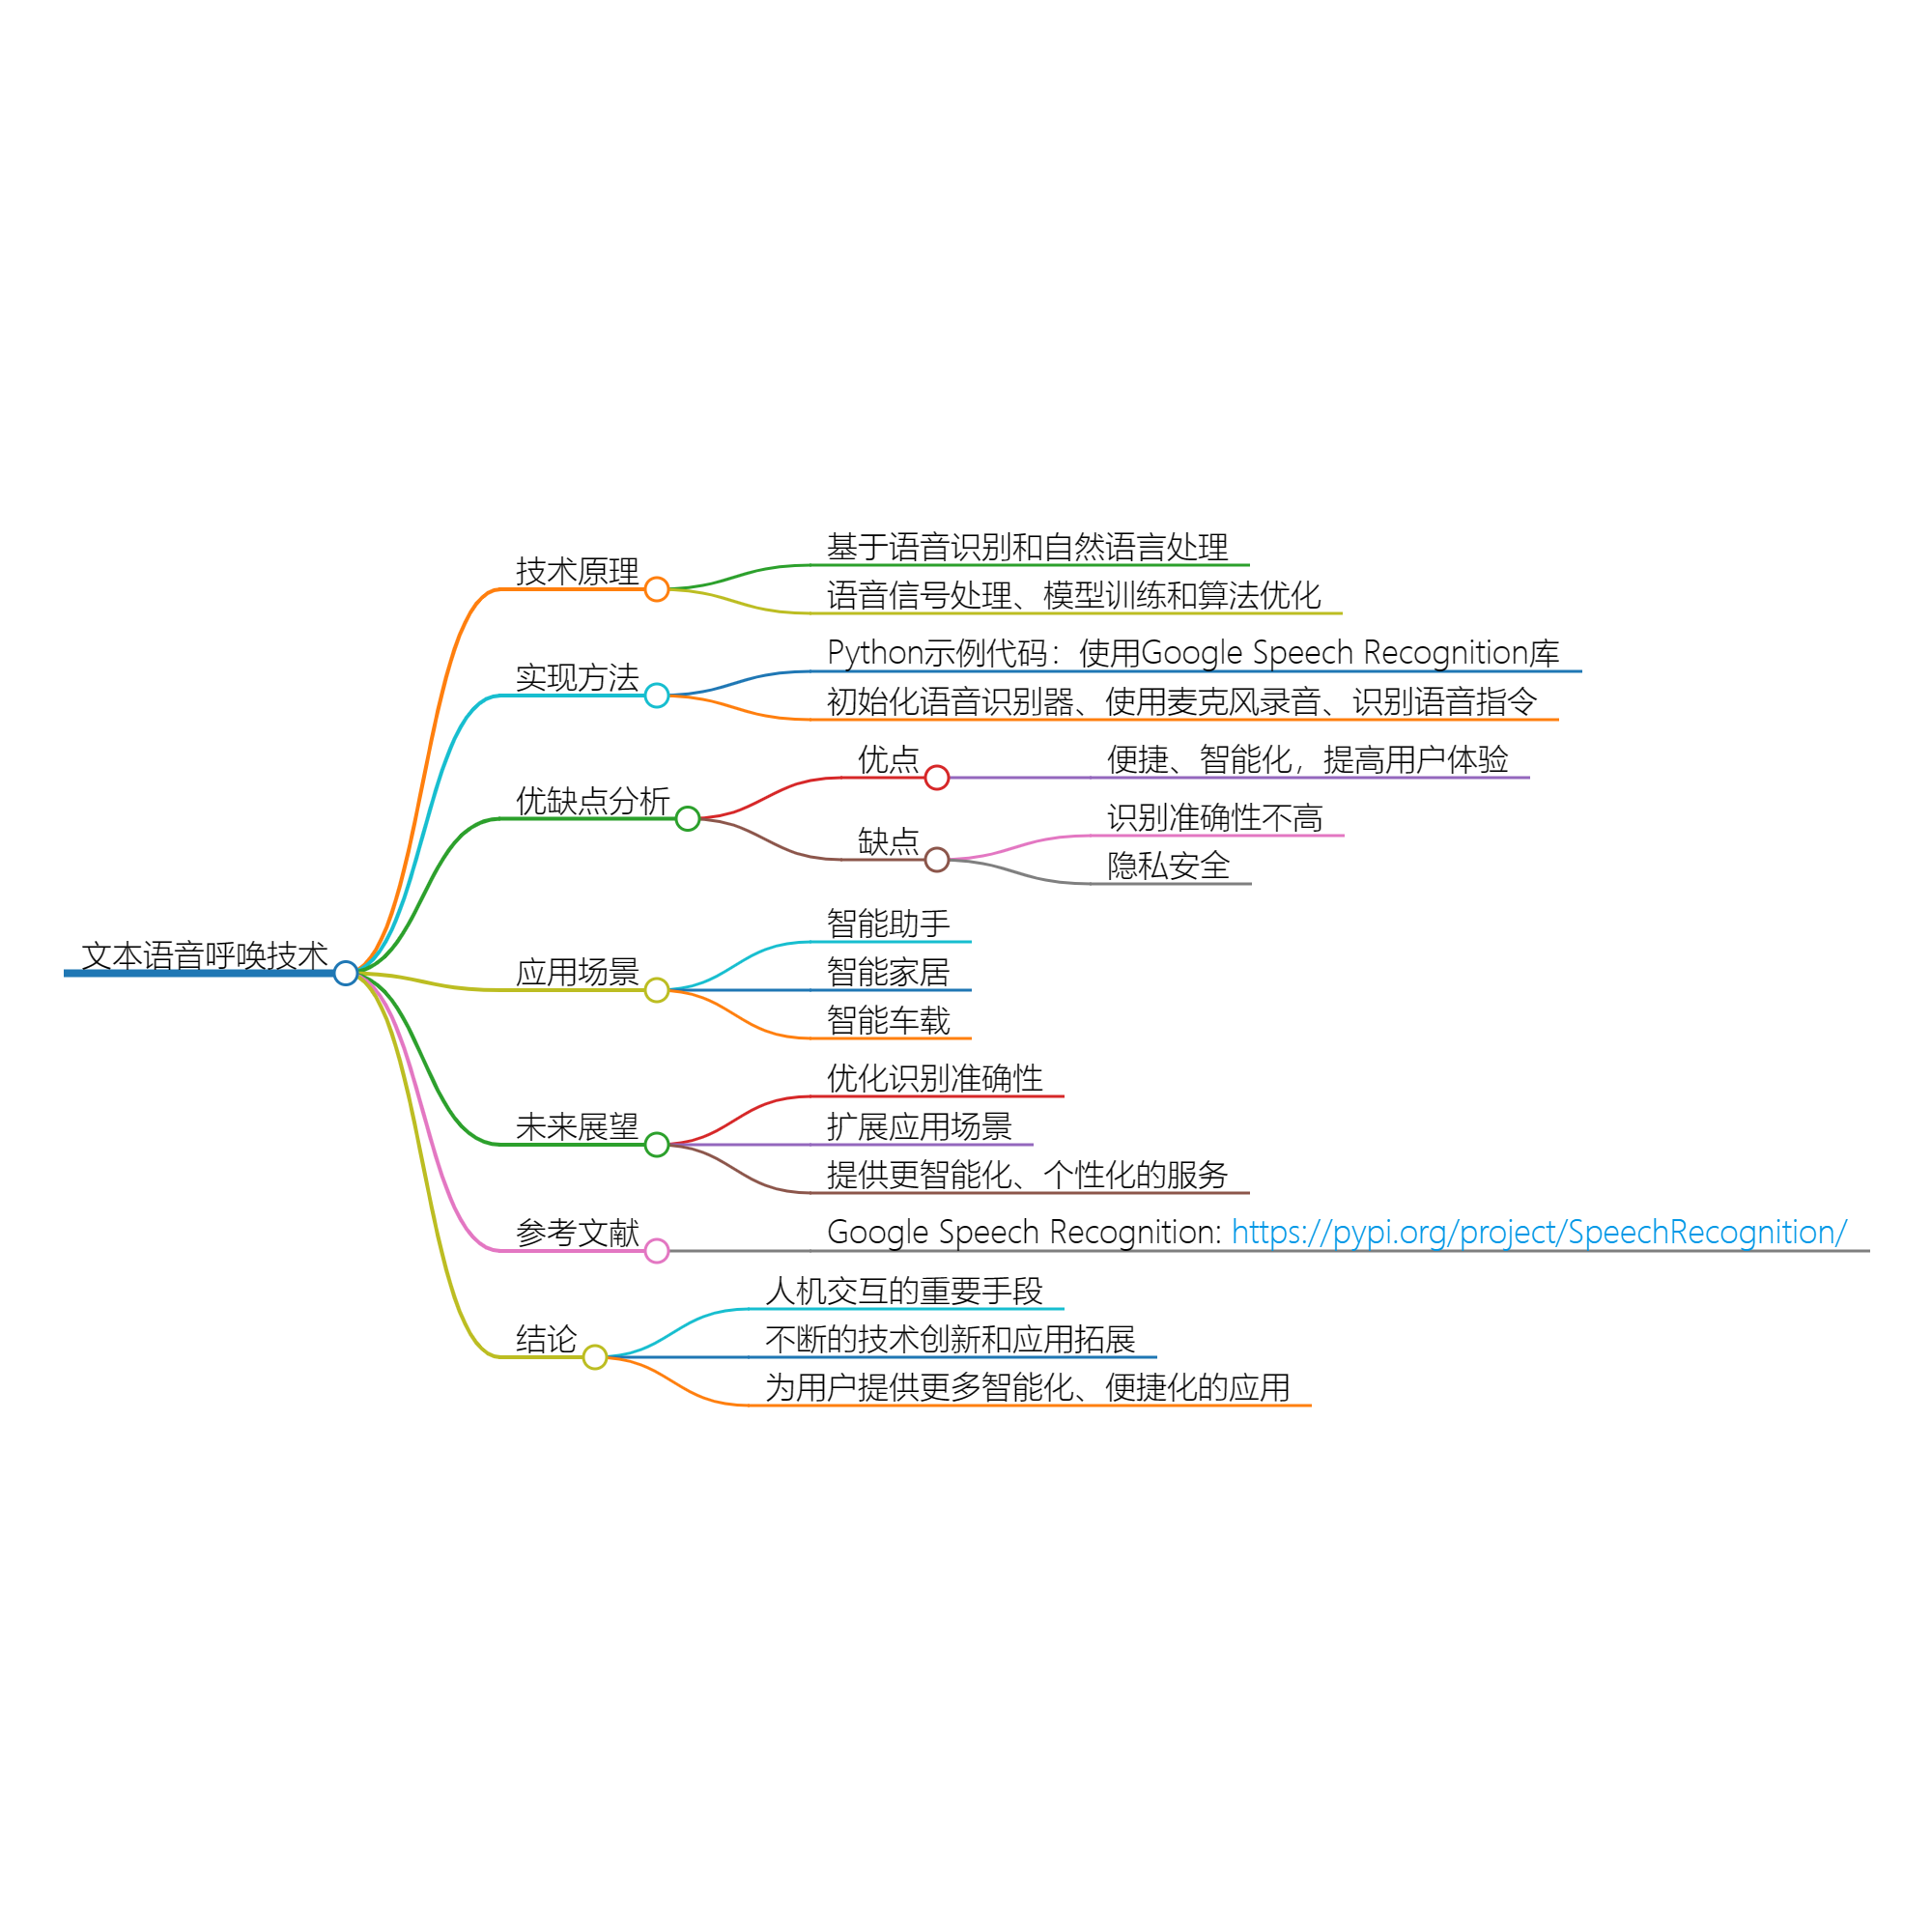 文本语音呼唤技术
技术原理
基于语音识别和自然语言处理
语音信号处理、模型训练和算法优化
实现方法
Python示例代码：使用Google Speech Recognition库
初始化语音识别器、使用麦克风录音、识别语音指令
优缺点分析
优点
便捷、智能化，提高用户体验
缺点
识别准确性不高
隐私安全
应用场景
智能助手
智能家居
智能车载
未来展望
优化识别准确性
扩展应用场景
提供更智能化、个性化的服务
参考文献
Google Speech Recognition: https://pypi.org/project/SpeechRecognition/
结论
人机交互的重要手段
不断的技术创新和应用拓展
为用户提供更多智能化、便捷化的应用